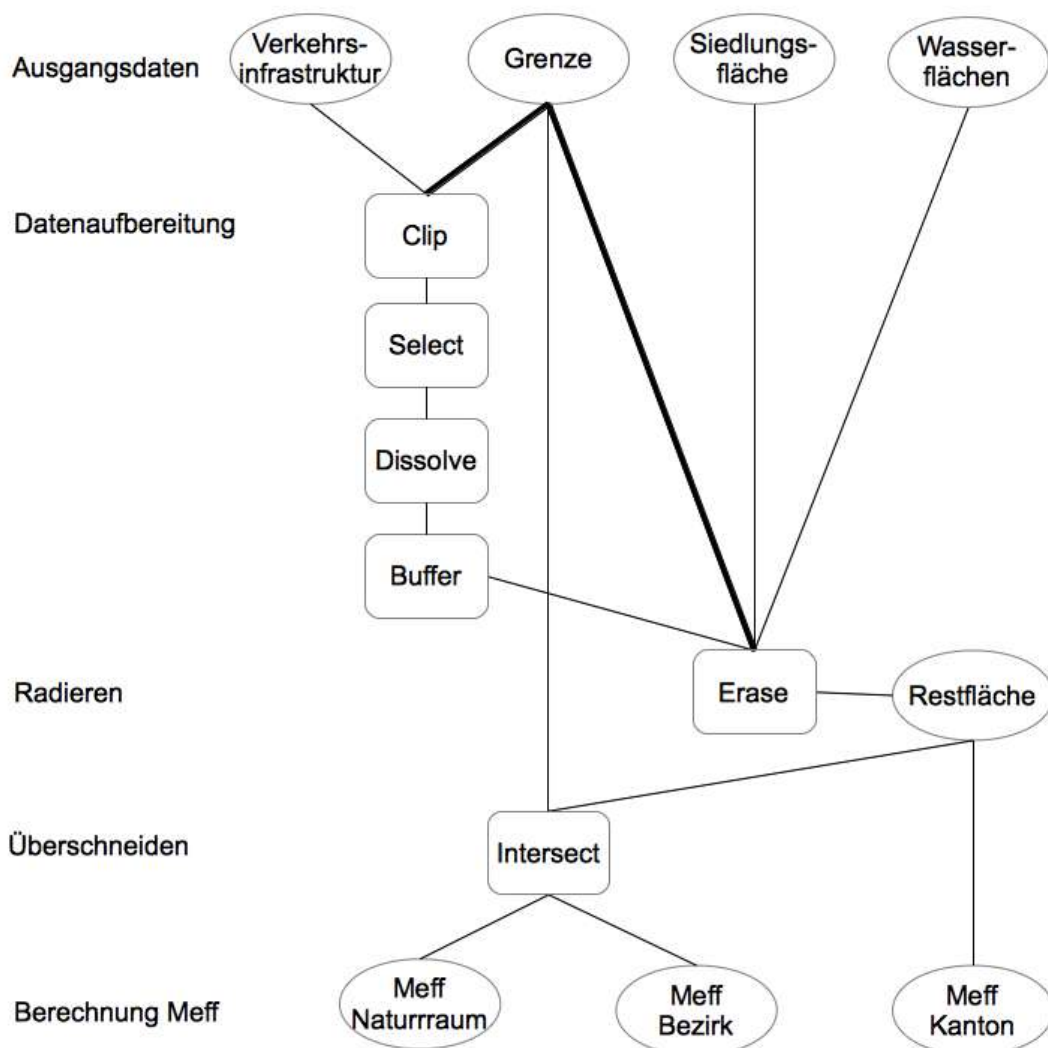 Ausgangsdaten
Verkehrs-
infrastruktur
Grenze
Siedlungs-
fläche
Wasser-
flächen
Datenaufbereitung
Clip
Select
Dissolve
Buffer
Radieren
Erase
Restfläche
Überschneiden
Intersect
Berechnung Meff
Meff
Naturrraum
Meff
Bezirk
Meff
Kanton